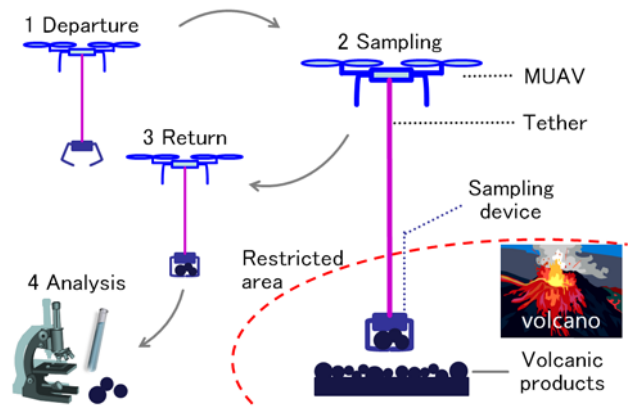 1 Departure
2 Sampling
MUAV
Tether
3 Return
Sampling
device
Restricted
area
4 Analysis
volcano
Volcanic
products